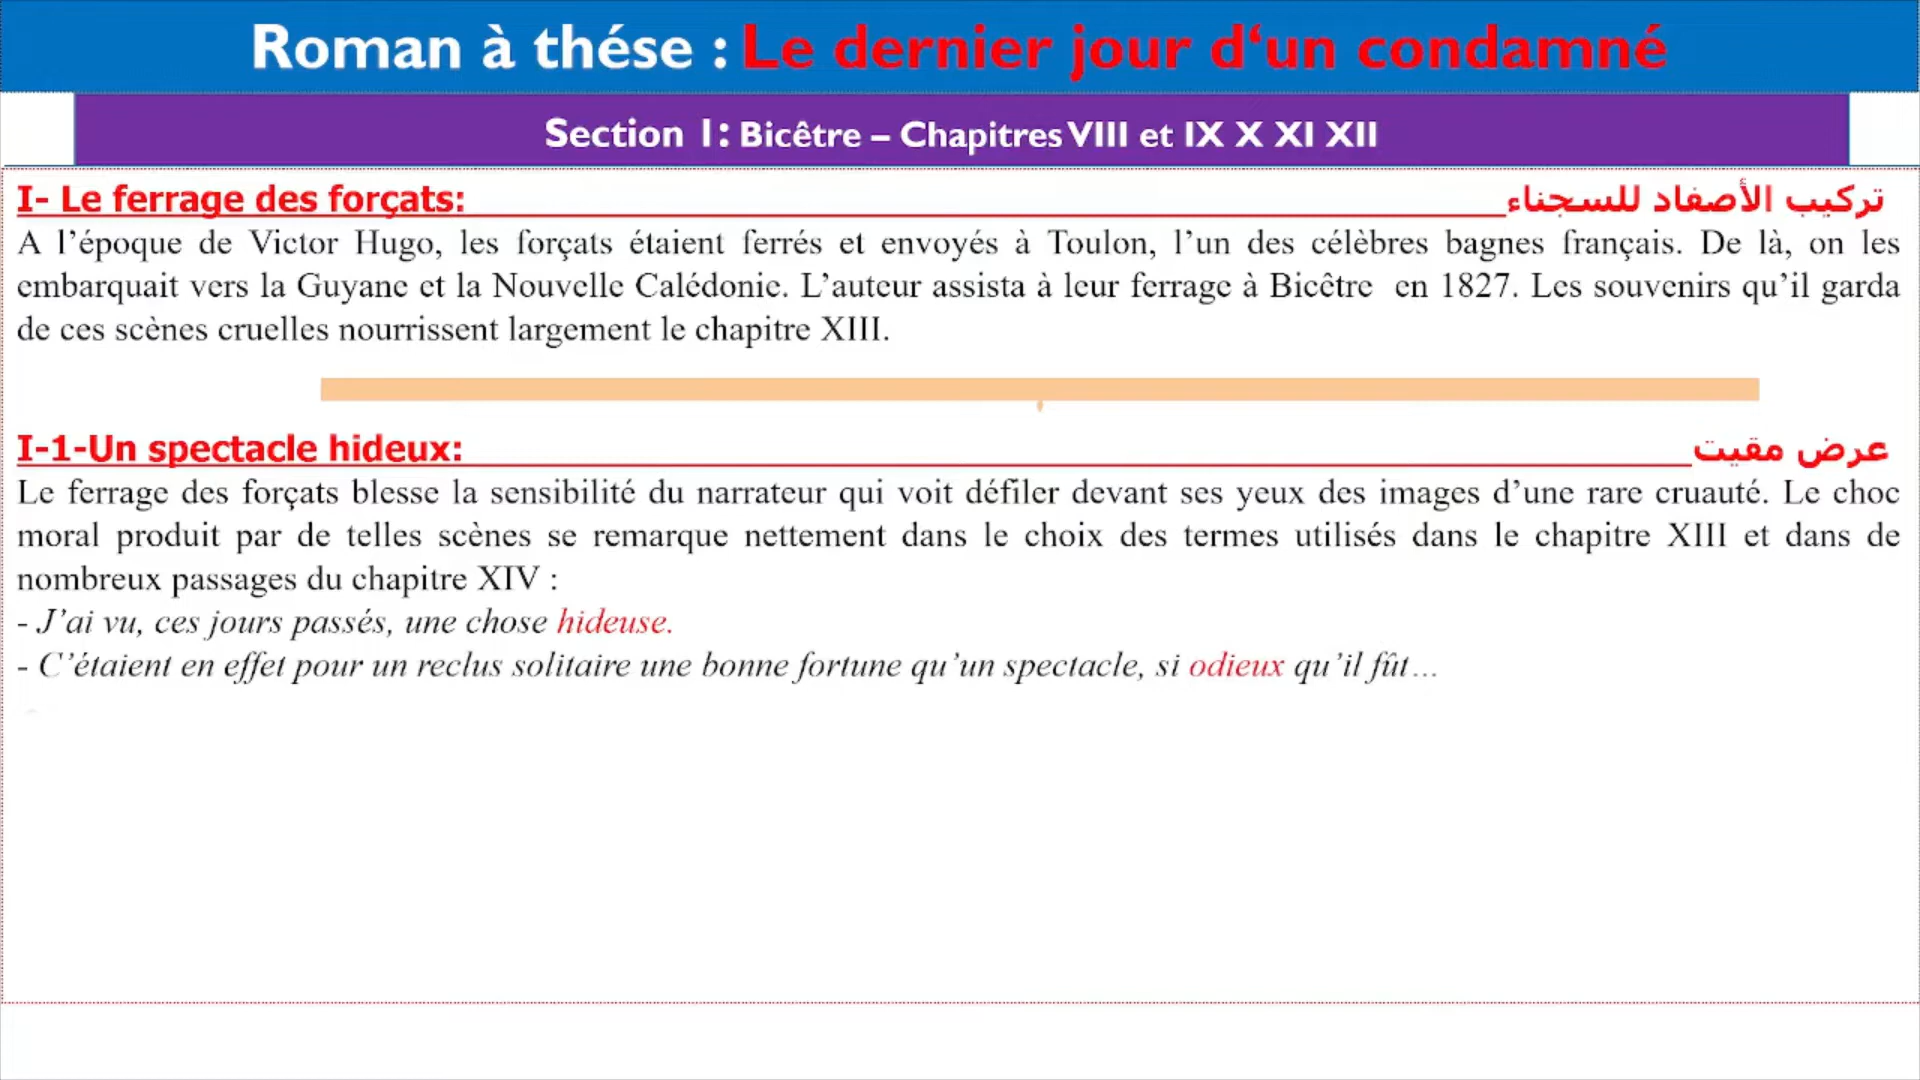 Roman à thése : Le dernier jour d‘un condamné
Section 1: Bicêtre – Chapitres VIII et IX X XI XII
I- Le ferrage des forçats: تركيب الأصفاد للسجناء
A l’époque de Victor Hugo, les forçats étaient ferrés et envoyés à Toulon, l’un des célèbres bagnes français. De là, on les
embarquait vers la Guyane et la Nouvelle Calédonie. L’auteur assista à leur ferrage à Bicêtre en 1827. Les souvenirs qu’il garda
de ces scènes cruelles nourrissent largement le chapitre XIII.
I-1-Un spectacle hideux: عرض مقيت
Le ferrage des forçats blesse la sensibilité du narrateur qui voit défiler devant ses yeux des images d’une rare cruauté. Le choc
moral produit par de telles scènes se remarque nettement dans le choix des termes utilisés dans le chapitre XIII et dans de
nombreux passages du chapitre XIV :
- J’ai vu, ces jours passés, une chose hideuse.
- C’étaient en effet pour un reclus solitaire une bonne fortune qu’un spectacle, si odieux qu’il fût…